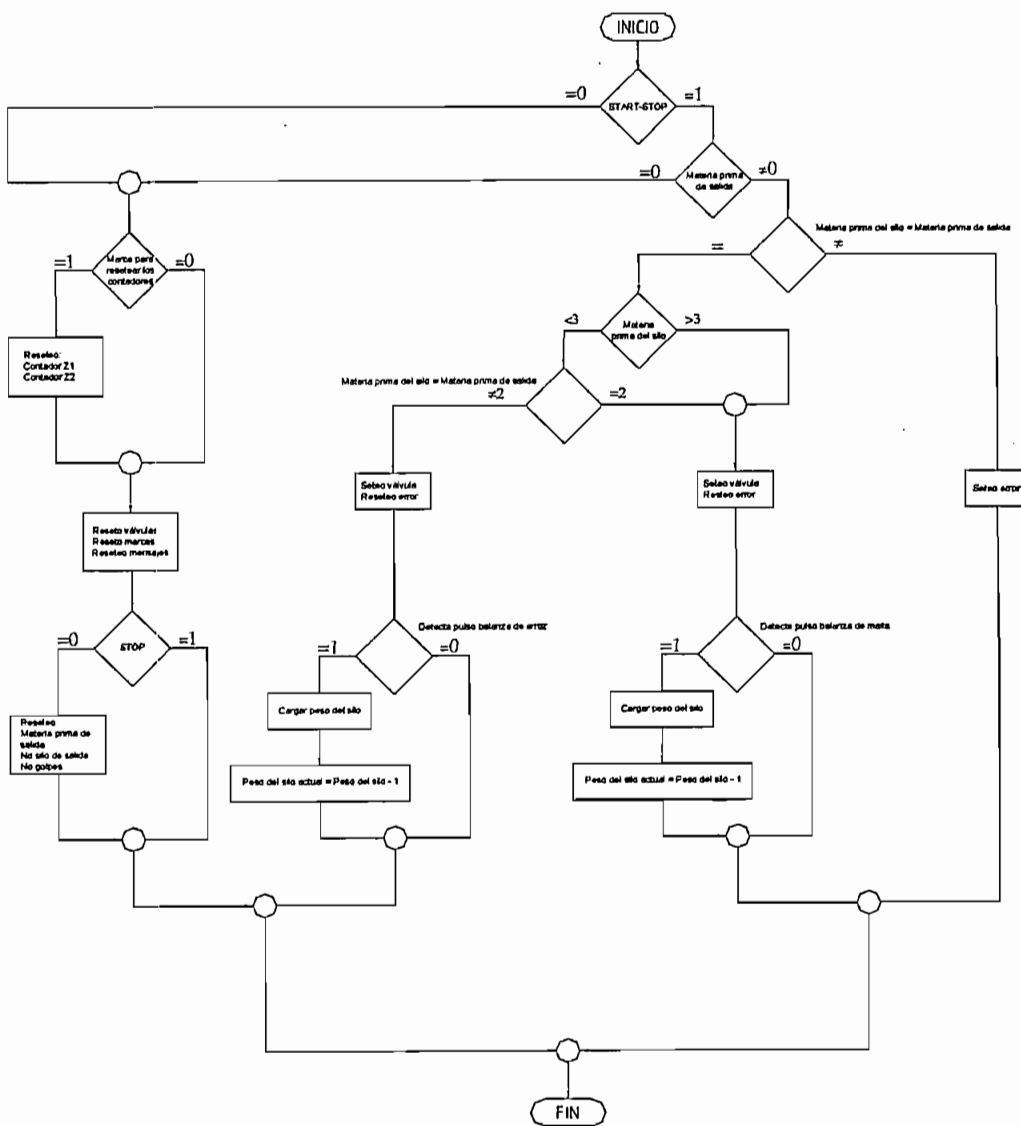 INICIO
START-STOP
=0
=1
Materia prima
de salida
=0
≠0
Materia prima del silo = Materia prima de salida
=
≠
Marca para
resetear los
contadores
=1
=0
Materia
prima del silo
<3
>3
Reseteo:
Contador Z1
Contador Z2
Materia prima del silo = Materia prima de salida
≠2
=2
Seteo válvula
Reseteo error
Seteo válvula
Resteo error
Seteo error
Reseto válvulas
Reseto marcas
Reseteo mensajes
STOP
=0
=1
Detecta pulso balanza de error
=1
=0
Detecta pulso balanza de malta
=1
=0
Reseteo
Materia prima de
salida
No silo de salida
No golpes
Cargar peso del silo
Cargar peso del silo
Peso del silo actual = Peso del silo - 1
Peso del silo actual = Peso del silo - 1
FIN